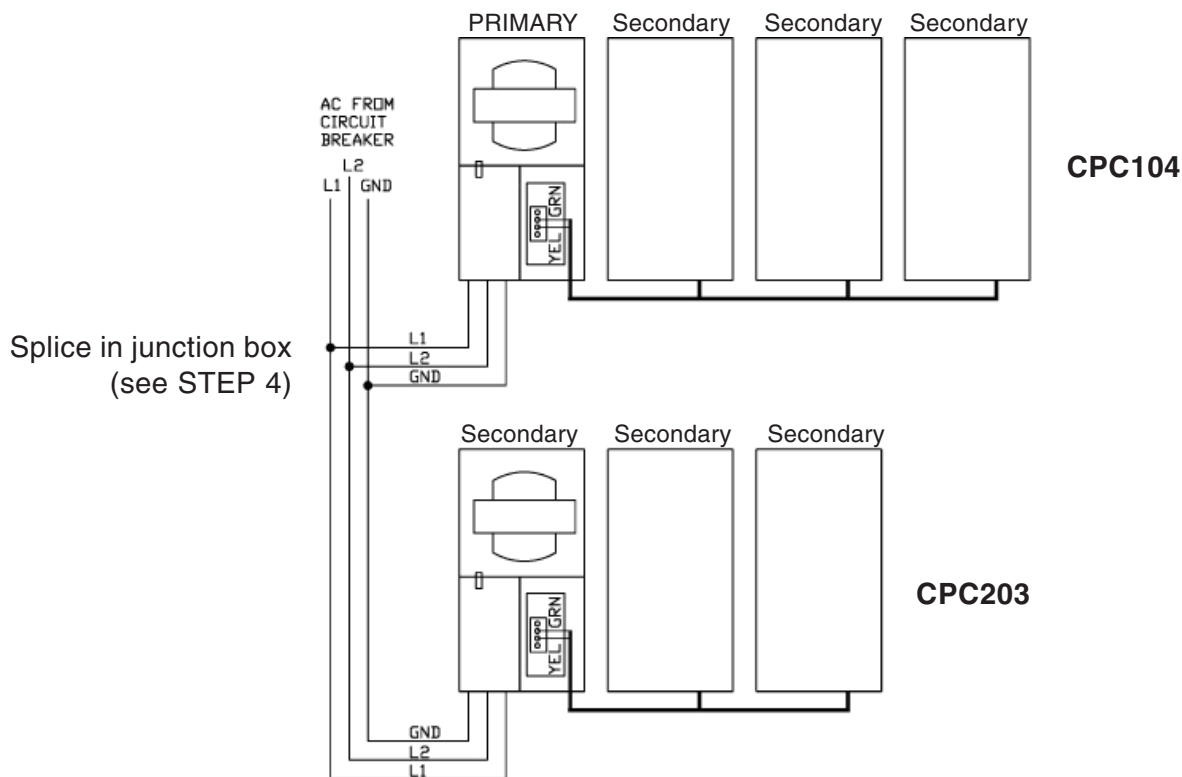 PRIMARY Secondary Secondary Secondary
AC FROM
CIRCUIT
BREAKER
L2
L1 GND
YEL GRN
CPC104
L1
L2
GND
Splice in junction box
(see STEP 4)
Secondary Secondary Secondary
YEL GRN
CPC203
GND
L2
L1